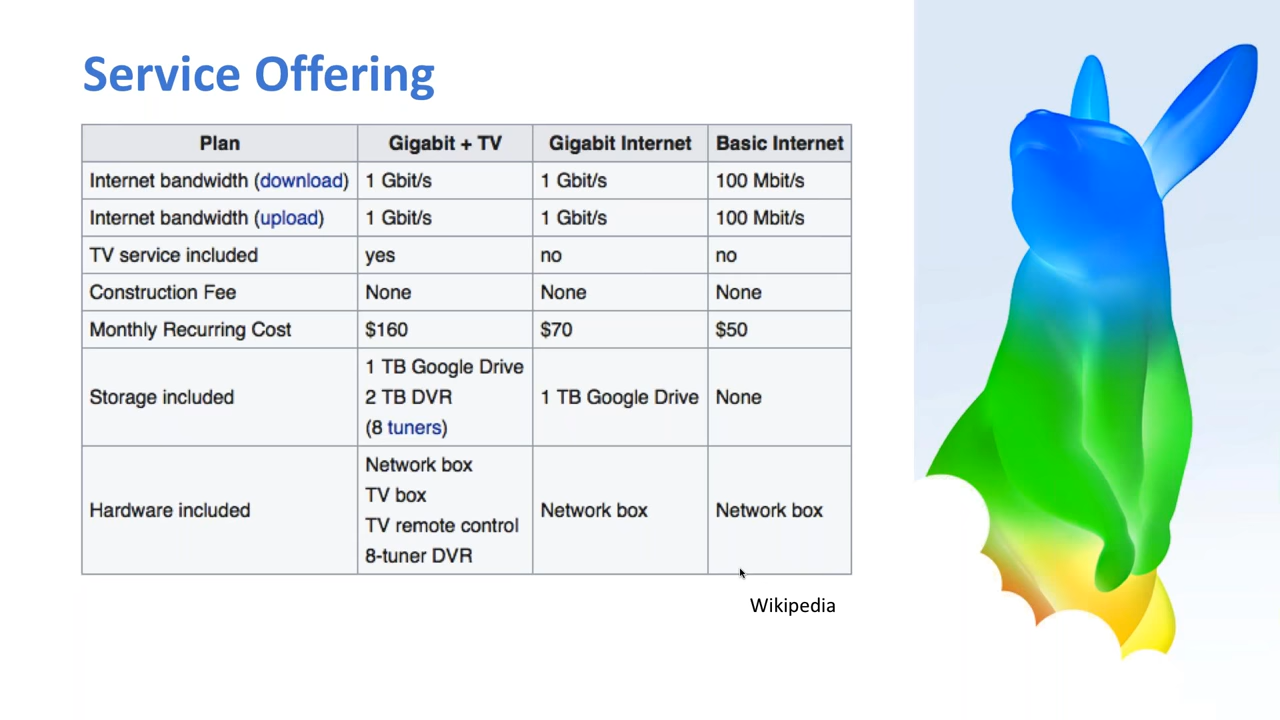 Service Offering
Plan Gigabit + TV Gigabit Internet Basic Internet
Internet bandwidth (download) 1 Gbit/s 1 Gbit/s 100 Mbit/s
Internet bandwidth (upload) 1 Gbit/s 1 Gbit/s 100 Mbit/s
TV service included yes no no
Construction Fee None None None
Monthly Recurring Cost $160 $70 $50
Storage included
1 TB Google Drive
2 TB DVR
(8 tuners)
1 TB Google Drive
None
Hardware included
Network box
TV box
TV remote control
8-tuner DVR
Network box
Network box
Wikipedia